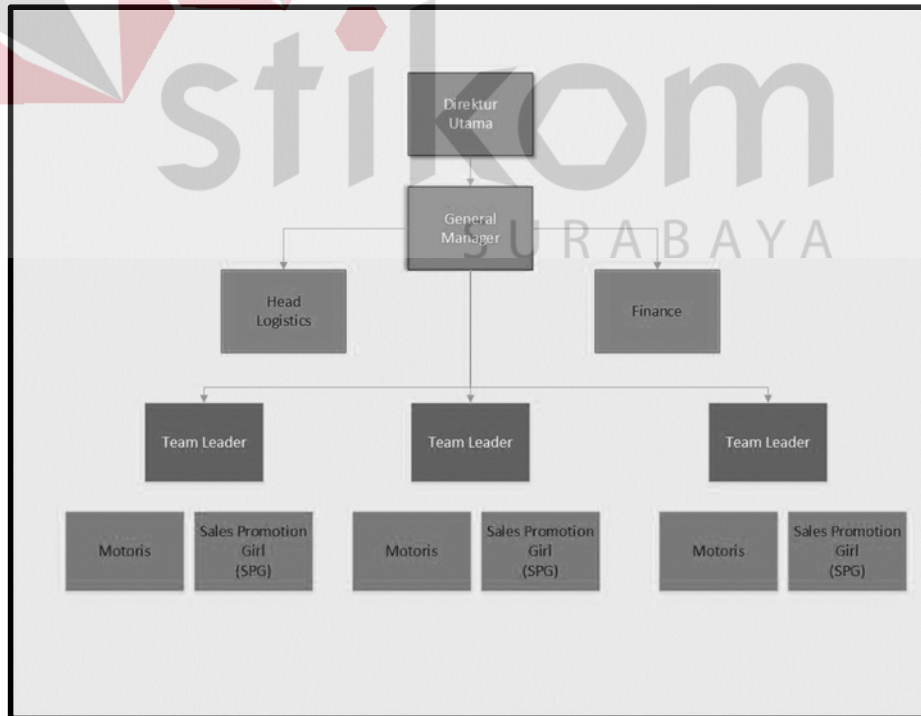 stikom
SURABAYA
Direktur
Utama
General
Manager
Head
Logistics
Finance
Team Leader
Team Leader
Team Leader
Motoris
Sales Promotion
Girl
(SPG)
Motoris
Sales Promotion
Girl
(SPG)
Motoris
Sales Promotion
Girl
(SPG)